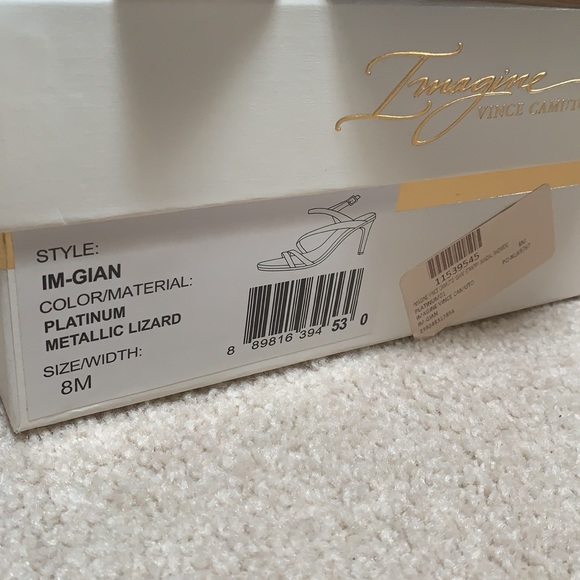 Imagine
VINCE CAMUTO
STYLE:
IM-GIAN
COLOR/MATERIAL:
PLATINUM
METALLIC LIZARD
SIZE/WIDTH:
8M
8 89816 394 53 0
11539545